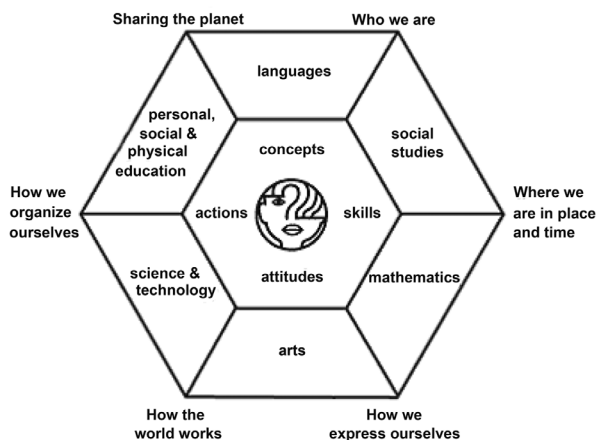 Sharing the planet
Who we are
languages
personal,
social &
physical
education
social
studies
concepts
How we
organize
ourselves
actions
skills
Where we
are in place
and time
science &
technology
attitudes
mathematics
arts
How the
world works
How we
express ourselves